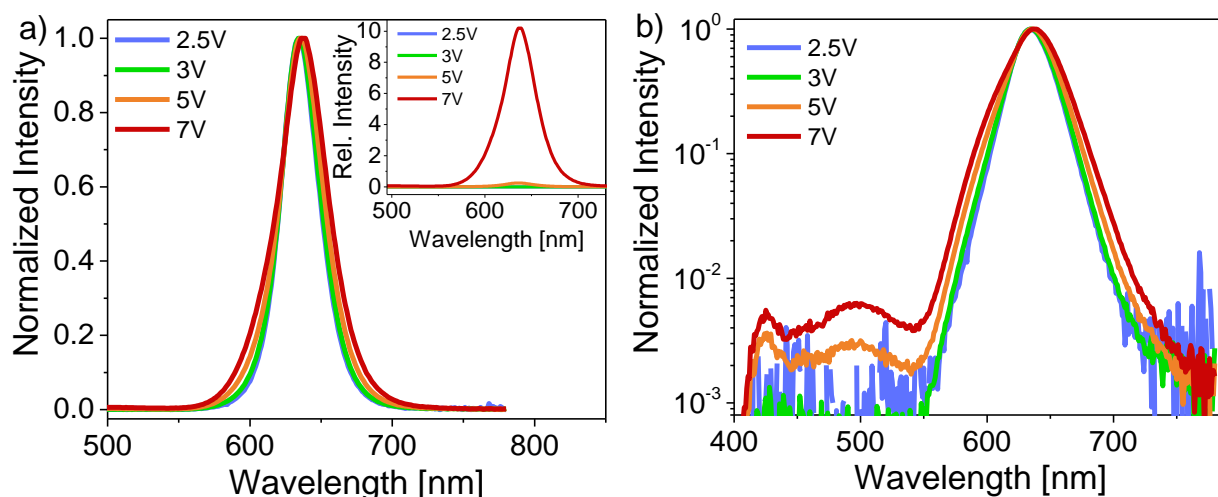 a)
Normalized Intensity
1.0
0.8
0.6
0.4
0.2
0.0
2.5V
3V
5V
7V
500 600 700 800
Wavelength [nm]
Rel. Intensity
10
8
6
4
2
0
2.5V
3V
5V
7V
500 600 700
Wavelength [nm]
b)
Normalized Intensity
10⁰
10⁻¹
10⁻²
10⁻³
2.5V
3V
5V
7V
400 500 600 700
Wavelength [nm]